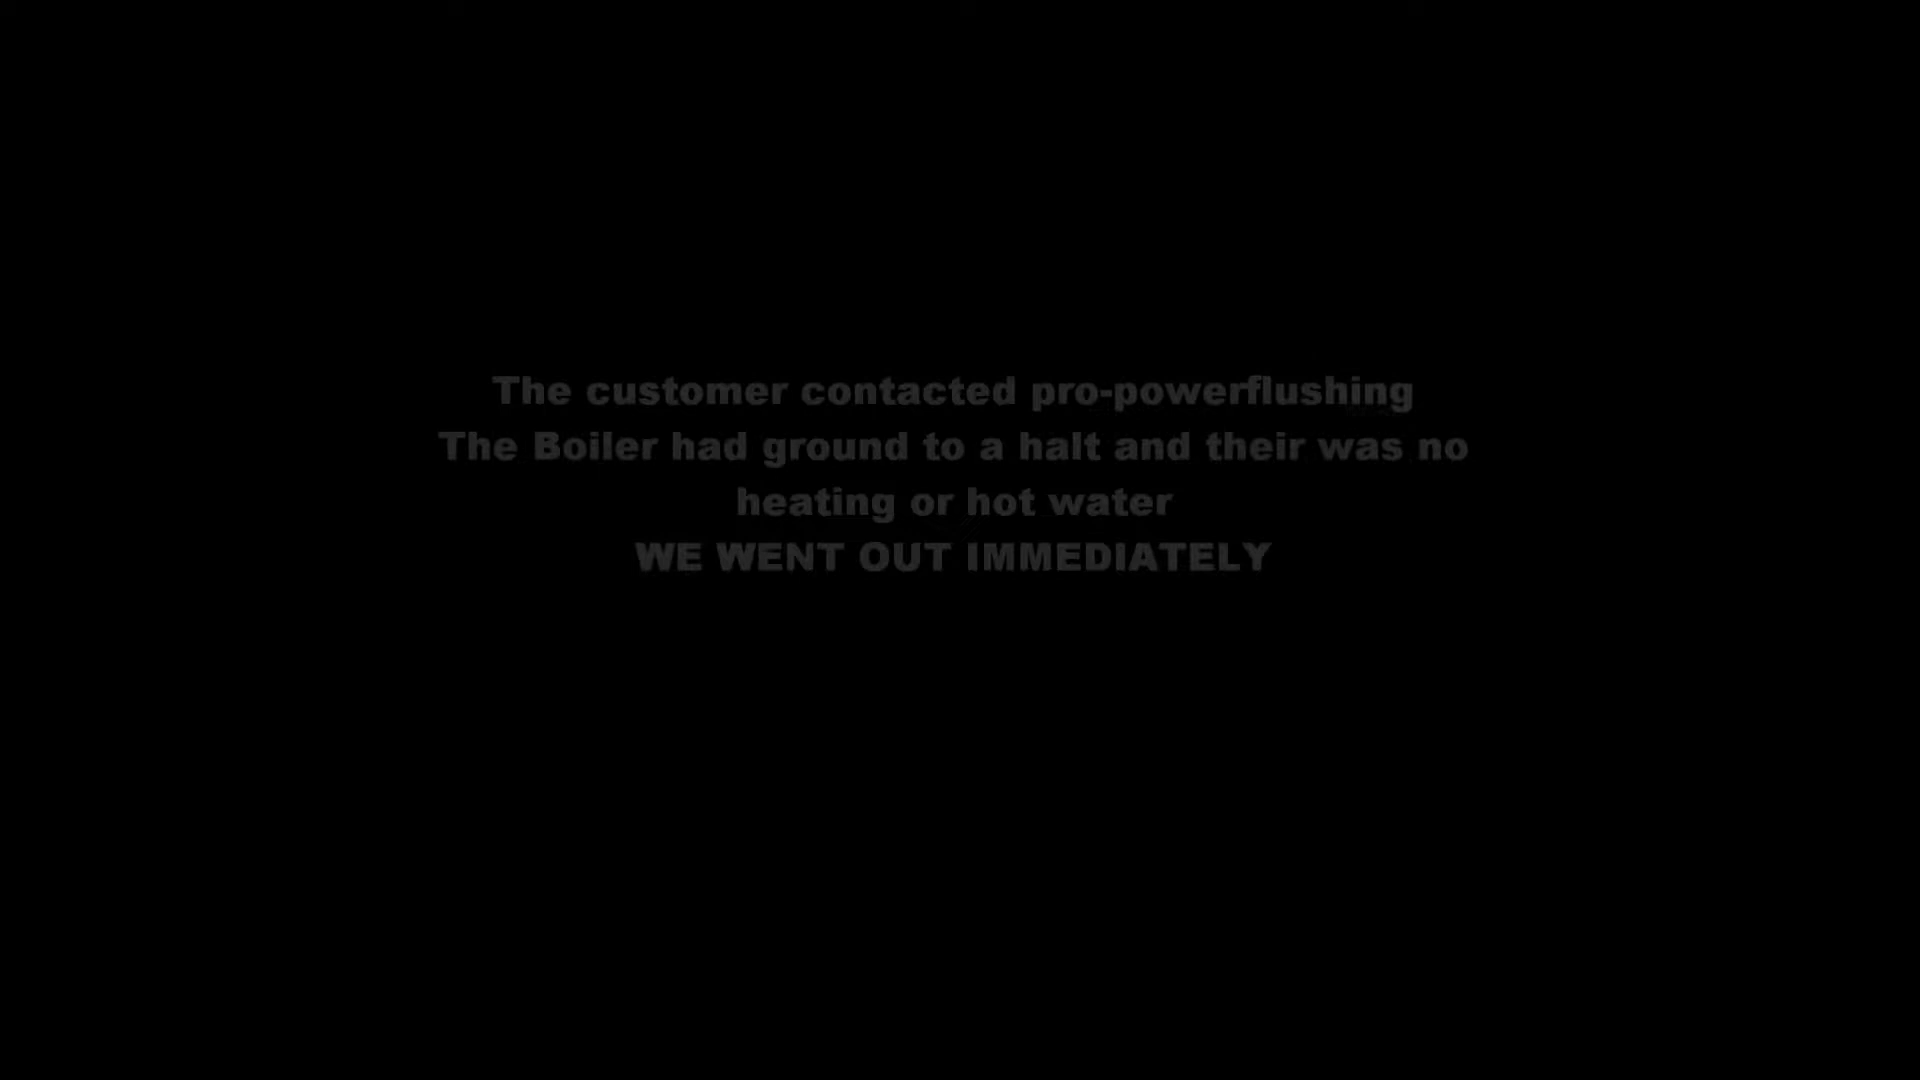 The customer contacted pro-powerflushing
The Boiler had ground to a halt and their was no
heating or hot water
WE WENT OUT IMMEDIATELY